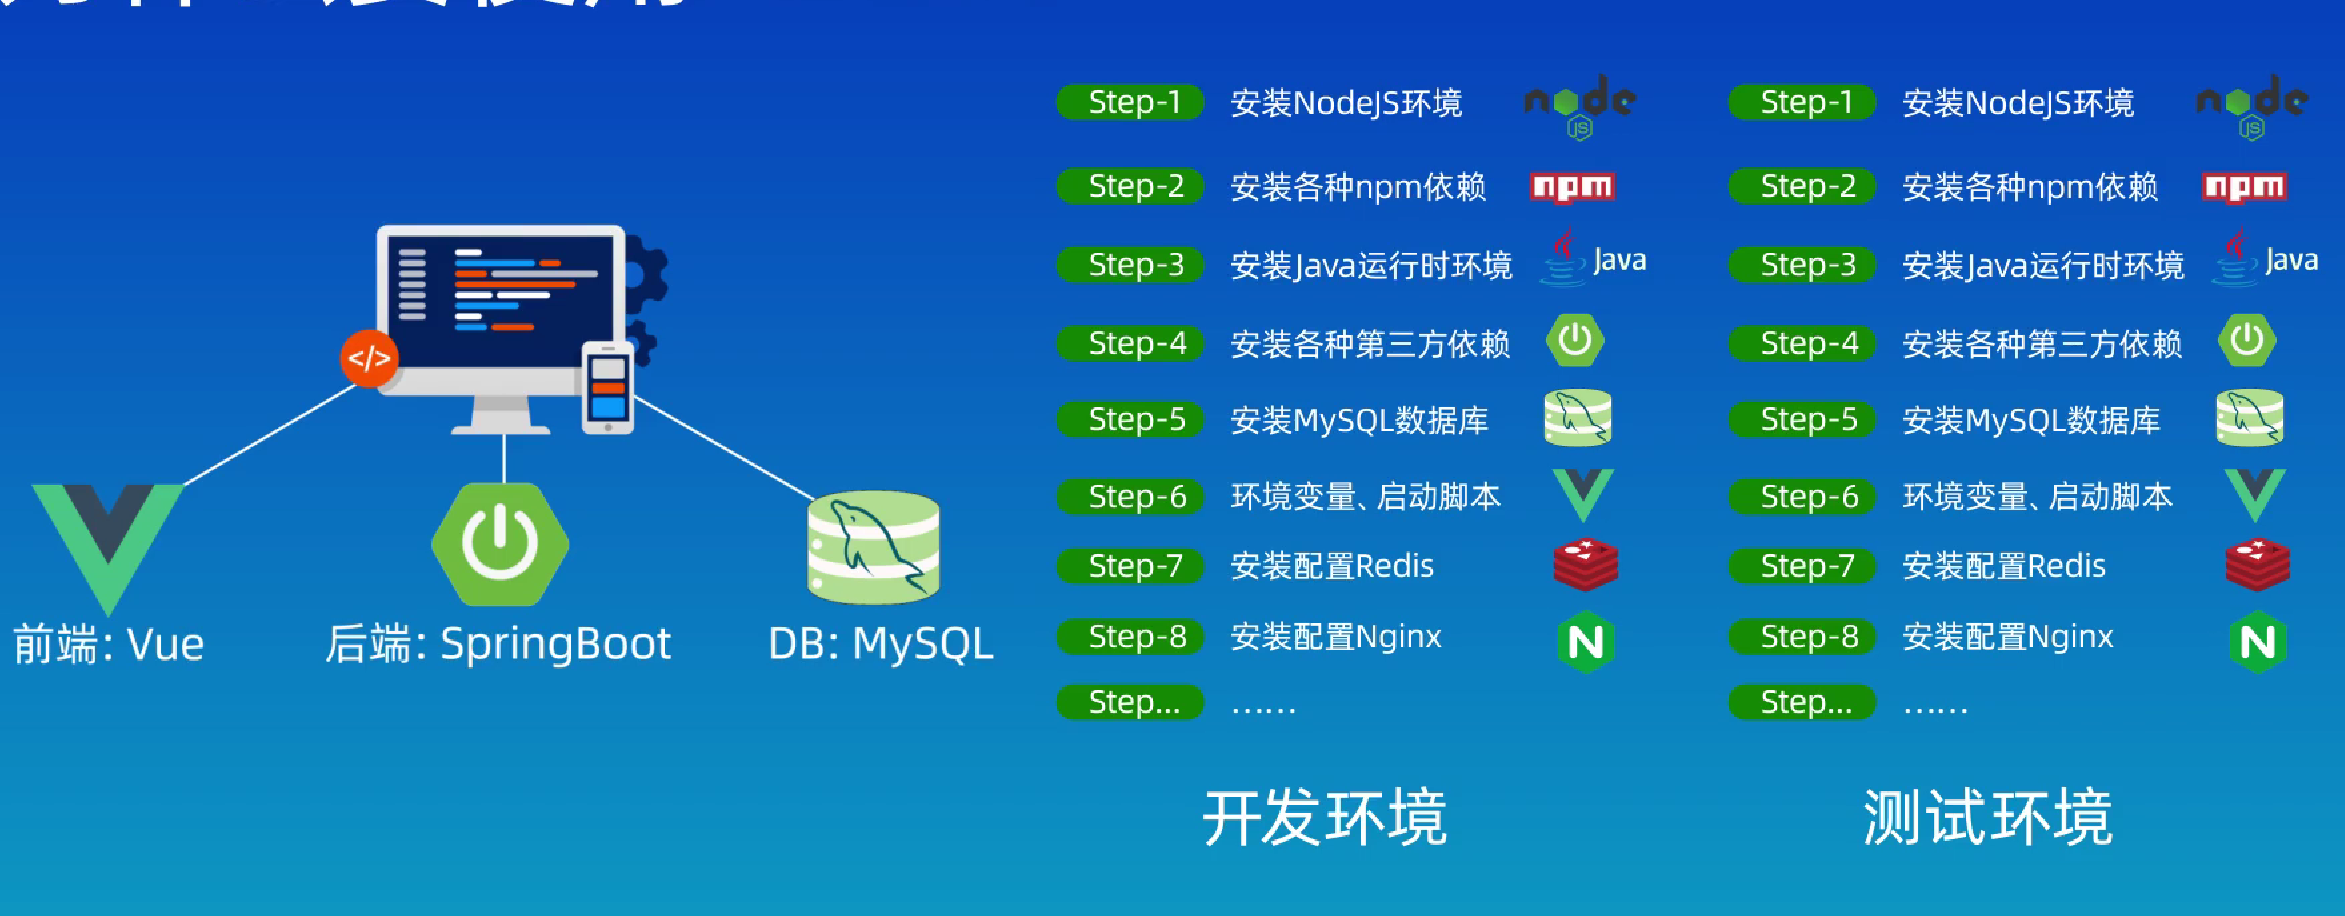 前端: Vue
后端: SpringBoot
DB: MySQL
</>
Step-1 安装NodeJS环境 node JS
Step-2 安装各种npm依赖 npm
Step-3 安装Java运行时环境 Java
Step-4 安装各种第三方依赖
Step-5 安装MySQL数据库
Step-6 环境变量、启动脚本
Step-7 安装配置Redis
Step-8 安装配置Nginx N
Step... ……
开发环境
Step-1 安装NodeJS环境 node JS
Step-2 安装各种npm依赖 npm
Step-3 安装Java运行时环境 Java
Step-4 安装各种第三方依赖
Step-5 安装MySQL数据库
Step-6 环境变量、启动脚本
Step-7 安装配置Redis
Step-8 安装配置Nginx N
Step... ……
测试环境